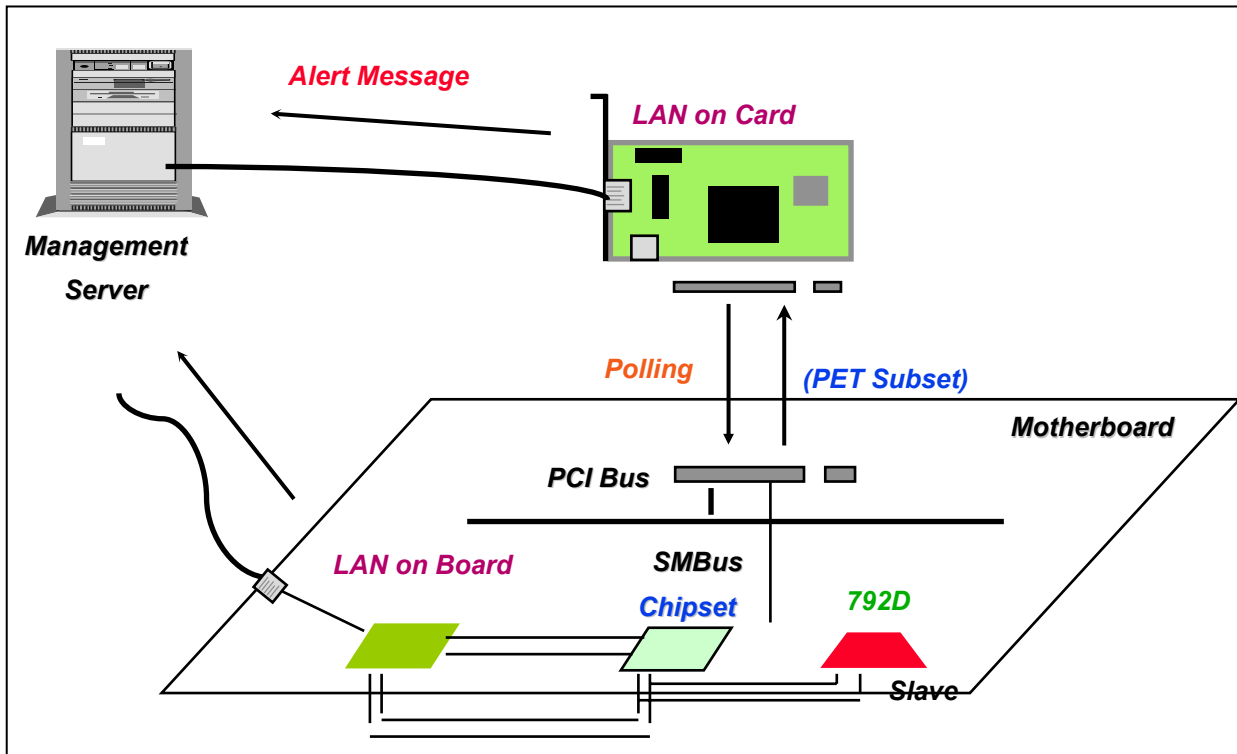 Alert Message
LAN on Card
Management
Server
Polling
(PET Subset)
Motherboard
PCI Bus
LAN on Board
SMBus
Chipset
792D
Slave